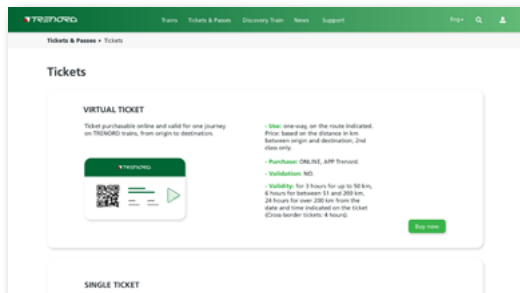 TRENORD
Trains Tickets & Passes Discovery Train News Support
Eng
Tickets & Passes Tickets
Tickets
VIRTUAL TICKET
Ticket purchasable online and valid for one journey
on TRENORD trains, from origin to destination.
TRENORD
- Use: one-way, on the route indicated.
Price: based on the distance in km
between origin and destination; 2nd
class only.
- Purchase: ONLINE, APP Trenord.
- Validation: NO.
- Validity: for 3 hours for up to 50 km,
6 hours for between 51 and 200 km,
24 hours for over 200 km from the
date and time indicated on the ticket
(Cross-border tickets: 4 hours).
Buy now
SINGLE TICKET